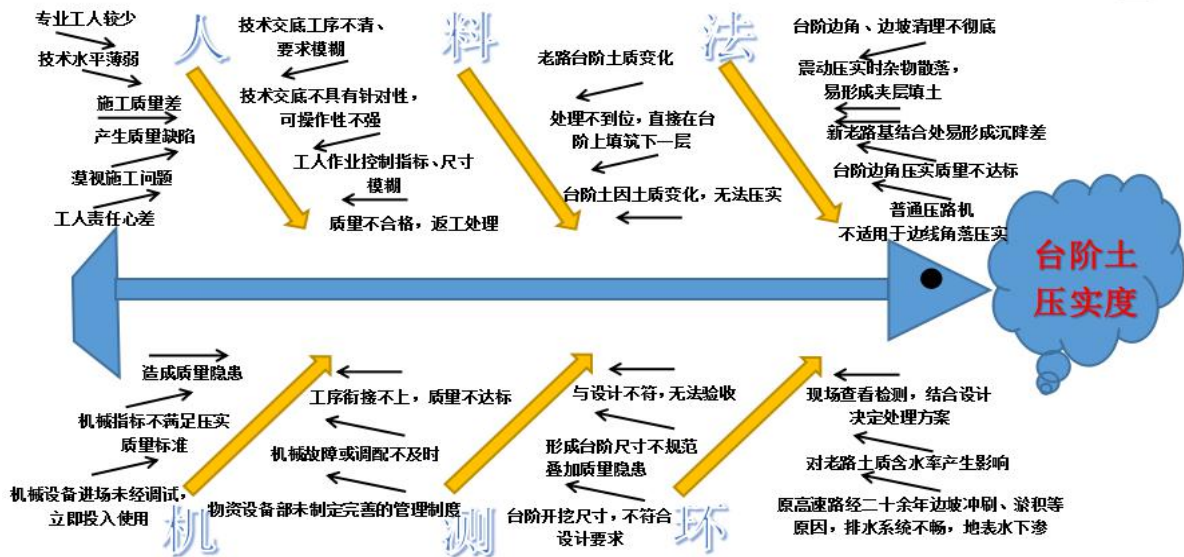 专业工人较少
技术水平薄弱
施工质量差
产生质量缺陷
漠视施工问题
工人责任心差
人
技术交底工序不清、
要求模糊
技术交底不具有针对性，
可操作性不强
工人作业控制指标、尺寸
模糊
质量不合格，返工处理
料
老路台阶土质变化
处理不到位，直接在台
阶上填筑下一层
台阶土因土质变化，无法压实
法
台阶边角、边坡清理不彻底
震动压实时杂物散落，
易形成夹层填土
新老路基结合处易形成沉降差
台阶边角压实质量不达标
普通压路机
不适用于边线角落压实
台阶土
压实度
造成质量隐患
机械指标不满足压实
质量标准
机械设备进场未经调试，
立即投入使用
机
工序衔接不上，质量不达标
机械故障或调配不及时
物资设备部未制定完善的管理制度
测
与设计不符，无法验收
形成台阶尺寸不规范
叠加质量隐患
台阶开挖尺寸，不符合
设计要求
环
现场查看检测，结合设计
决定处理方案
对老路土质含水率产生影响
原高速路经二十余年边坡冲刷、淤积等
原因，排水系统不畅，地表水下渗